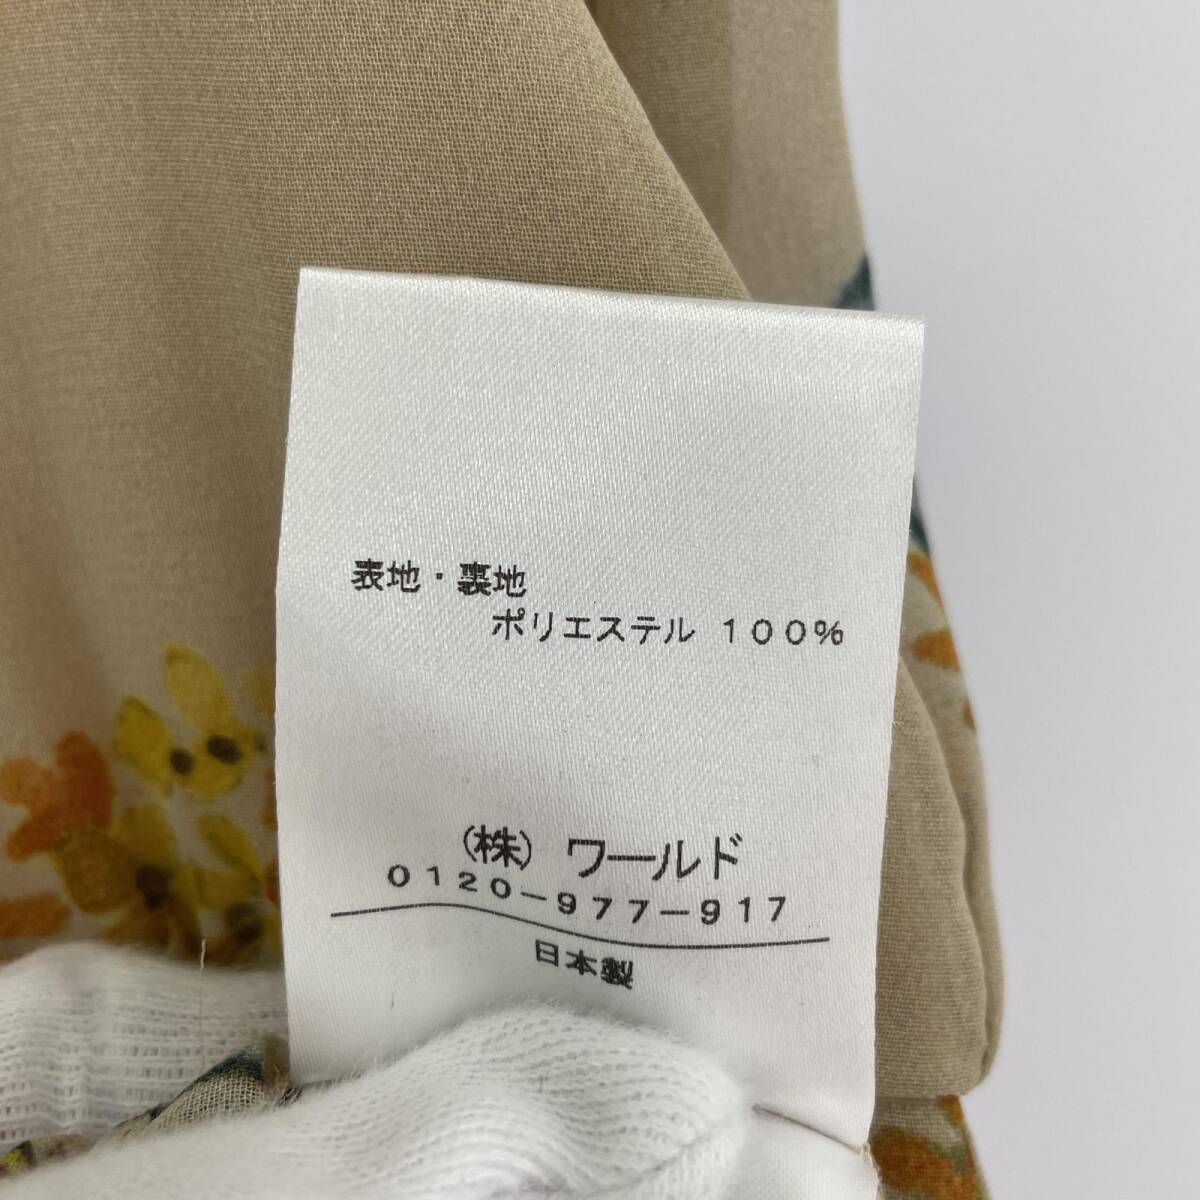 表地・裏地
ポリエステル 100%
(株) ワールド
0120-977-917
日本製